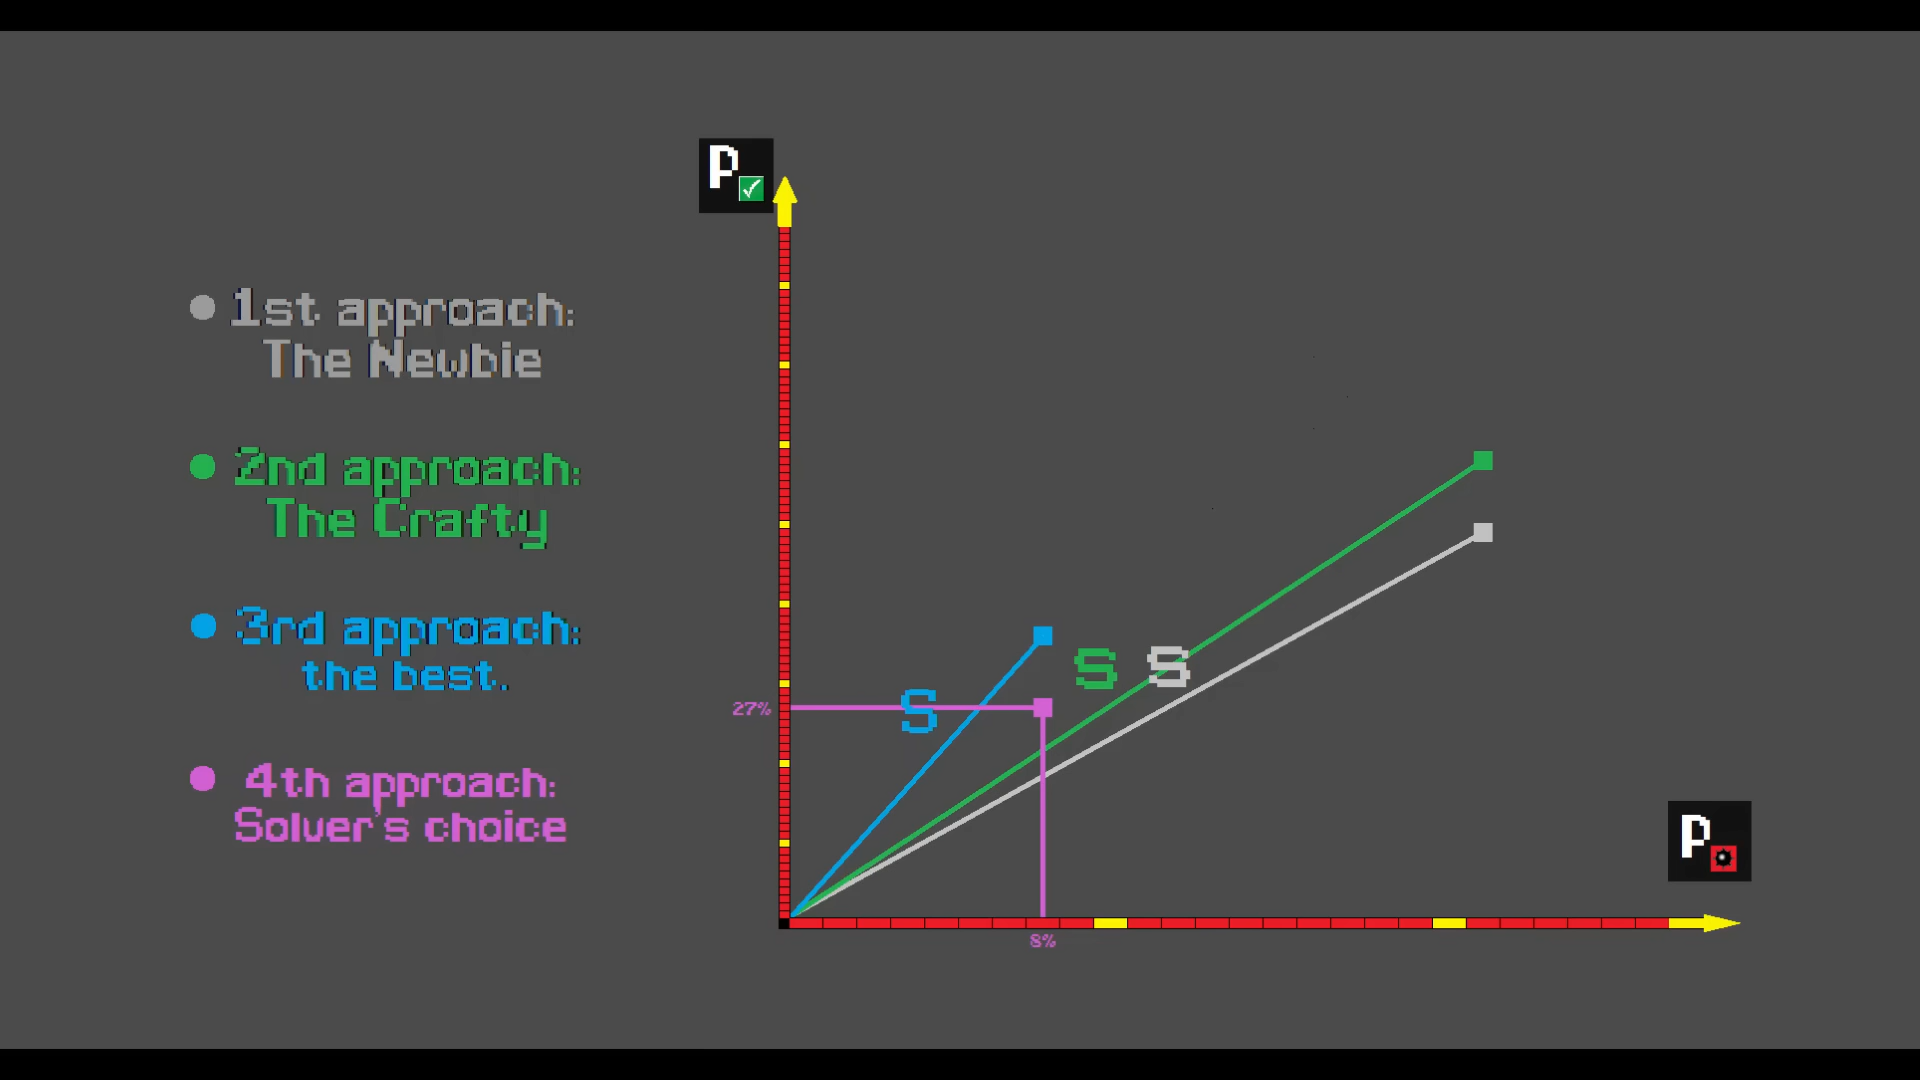 P
1st approach:
The Newbie
2nd approach:
The Crafty
3rd approach:
the best.
S
S
S
27%
4th approach:
Solver's choice
P
8%